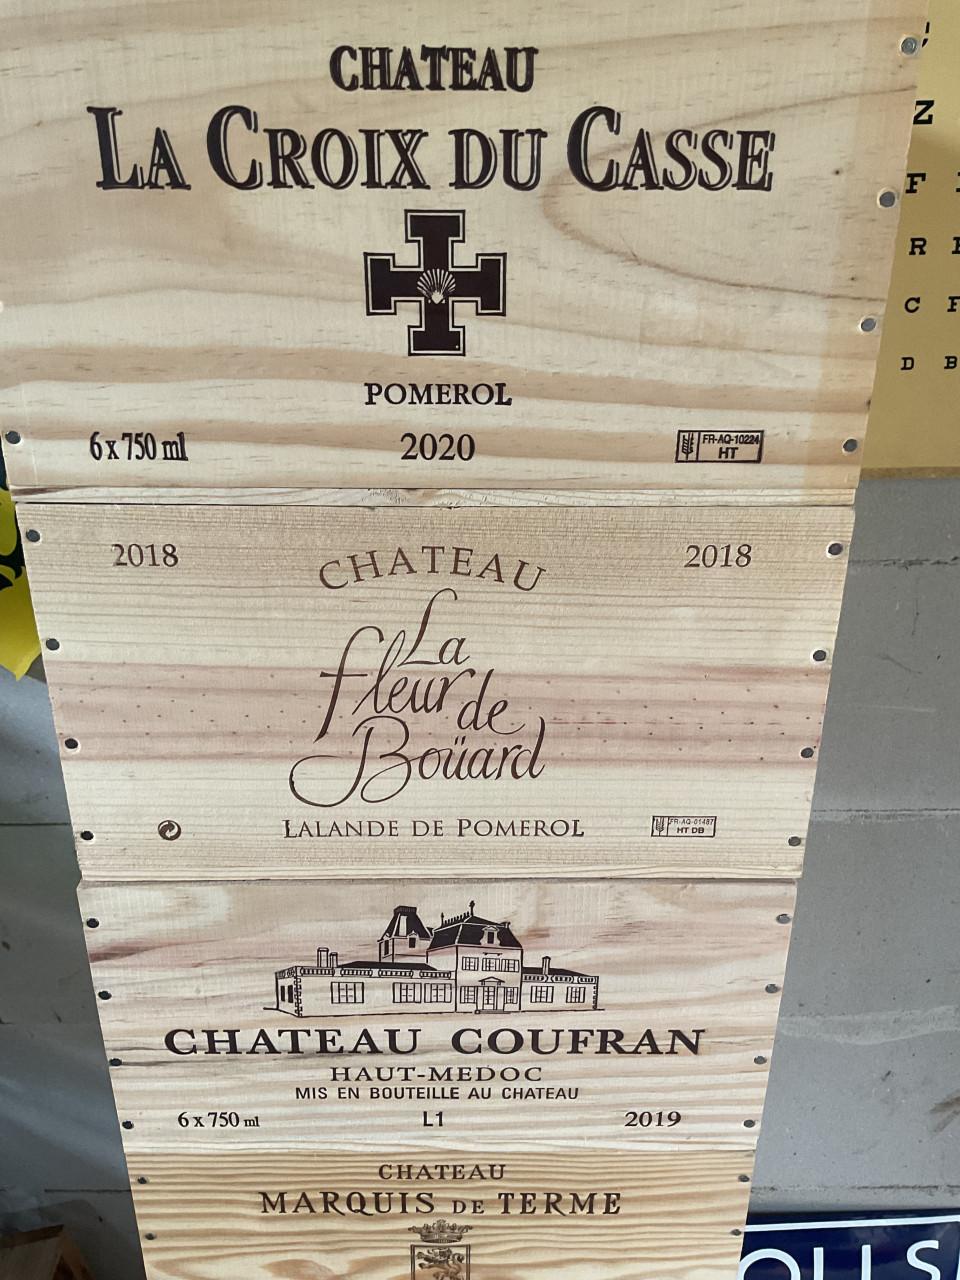 CHATEAU
LA CROIX DU CASSE
POMEROL
6 x 750 ml 2020 FR-AQ-10224
HT
2018 CHATEAU 2018
La
fleur de
Boüard
LALANDE DE POMEROL FR-AQ-01487
HT DB
CHATEAU COUFRAN
HAUT-MEDOC
MIS EN BOUTEILLE AU CHATEAU
6 x 750 ml L1 2019
CHATEAU
MARQUIS DE TERME
Z
F
R
C F
D B
OLLS